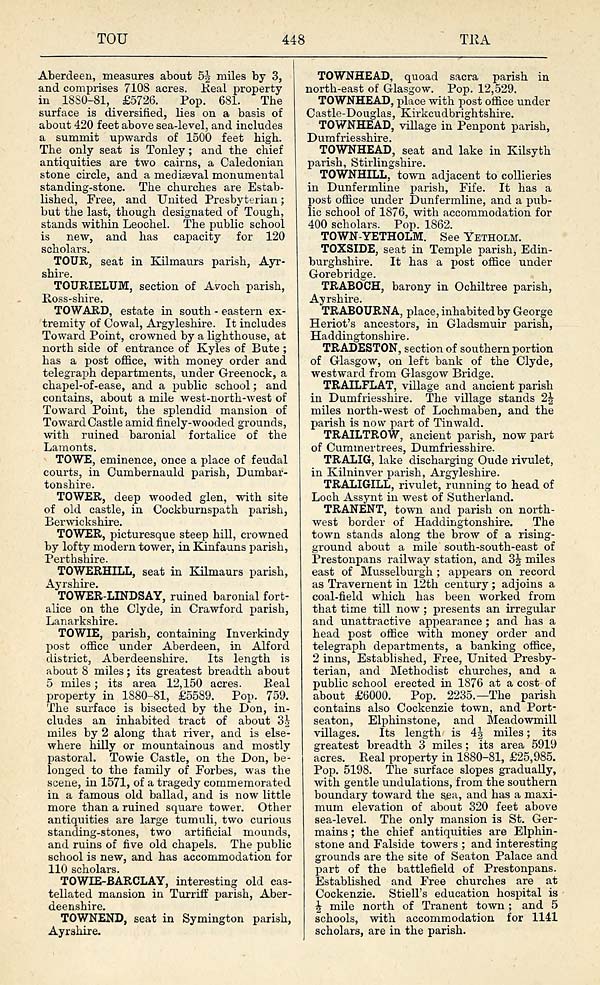 TOU 448 TRA
Aberdeen, measures about 5½ miles by 3,
and comprises 7108 acres. Real property
in 1880-81, £5726. Pop. 681. The
surface is diversified, lies on a basis of
about 420 feet above sea-level, and includes
a summit upwards of 1500 feet high.
The only seat is Tonley; and the chief
antiquities are two cairns, a Caledonian
stone circle, and a mediæval monumental
standing-stone. The churches are Estab-
lished, Free, and United Presbyterian;
but the last, though designated of Tough,
stands within Leochel. The public school
is new, and has capacity for 120
scholars.
TOUR, seat in Kilmaurs parish, Ayr-
shire.
TOURIELUM, section of Avoch parish,
Ross-shire.
TOWARD, estate in south-eastern ex-
tremity of Cowal, Argyleshire. It includes
Toward Point, crowned by a lighthouse, at
north side of entrance of Kyles of Bute;
has a post office, with money order and
telegraph departments, under Greenock, a
chapel-of-ease, and a public school; and
contains, about a mile west-north-west of
Toward Point, the splendid mansion of
Toward Castle amid finely-wooded grounds,
with ruined baronial fortalice of the
Lamonts.
TOWE, eminence, once a place of feudal
courts, in Cumbernauld parish, Dumbar-
tonshire.
TOWER, deep wooded glen, with site
of old castle, in Cockburnspath parish,
Berwickshire.
TOWER, picturesque steep hill, crowned
by lofty modern tower, in Kinfauns parish,
Perthshire.
TOWERHILL, seat in Kilmaurs parish,
Ayrshire.
TOWER-LINDSAY, ruined baronial fort-
alice on the Clyde, in Crawford parish,
Lanarkshire.
TOWIE, parish, containing Inverkindy
post office under Aberdeen, in Alford
district, Aberdeenshire. Its length is
about 8 miles; its greatest breadth about
5 miles; its area 12,150 acres. Real
property in 1880-81, £5589. Pop. 759.
The surface is bisected by the Don, in-
cludes an inhabited tract of about 3½
miles by 2 along that river, and is else-
where hilly or mountainous and mostly
pastoral. Towie Castle, on the Don, be-
longed to the family of Forbes, was the
scene, in 1571, of a tragedy commemorated
in a famous old ballad, and is now little
more than a ruined square tower. Other
antiquities are large tumuli, two curious
standing-stones, two artificial mounds,
and ruins of five old chapels. The public
school is new, and has accommodation for
110 scholars.
TOWIE-BARCLAY, interesting old cas-
tellated mansion in Turriff parish, Aber-
deenshire.
TOWNEND, seat in Symington parish,
Ayrshire.
TOWNHEAD, quoad sacra parish in
north-east of Glasgow. Pop. 12,529.
TOWNHEAD, place with post office under
Castle-Douglas, Kirkcudbrightshire.
TOWNHEAD, village in Penpont parish,
Dumfriesshire.
TOWNHEAD, seat and lake in Kilsyth
parish, Stirlingshire.
TOWNHILL, town adjacent to collieries
in Dunfermline parish, Fife. It has a
post office under Dunfermline, and a pub-
lic school of 1876, with accommodation for
400 scholars. Pop. 1862.
TOWN-YETHOLM. See YETHOLM.
TOXSIDE, seat in Temple parish, Edin-
burghshire. It has a post office under
Gorebridge.
TRABOCH, barony in Ochiltree parish,
Ayrshire.
TRABOURNA, place, inhabited by George
Heriot's ancestors, in Gladsmuir parish,
Haddingtonshire.
TRADESTON, section of southern portion
of Glasgow, on left bank of the Clyde,
westward from Glasgow Bridge.
TRAILFLAT, village and ancient parish
in Dumfriesshire. The village stands 2½
miles north-west of Lochmaben, and the
parish is now part of Tinwald.
TRAILTROW, ancient parish, now part
of Cummertrees, Dumfriesshire.
TRALIG, lake discharging Oude rivulet,
in Kilninver parish, Argyleshire.
TRALIGILL, rivulet, running to head of
Loch Assynt in west of Sutherland.
TRANENT, town and parish on north-
west border of Haddingtonshire. The
town stands along the brow of a rising-
ground about a mile south-south-east of
Prestonpans railway station, and 3½ miles
east of Musselburgh; appears on record
as Travernent in 12th century; adjoins a
coal-field which has been worked from
that time till now; presents an irregular
and unattractive appearance; and has a
head post office with money order and
telegraph departments, a banking office,
2 inns, Established, Free, United Presby-
terian, and Methodist churches, and a
public school erected in 1876 at a cost of
about £6000. Pop. 2235.—The parish
contains also Cockenzie town, and Port-
seaton, Elphinstone, and Meadowmill
villages. Its length is 4½ miles; its
greatest breadth 3 miles; its area 5919
acres. Real property in 1880-81, £25,985.
Pop. 5198. The surface slopes gradually,
with gentle undulations, from the southern
boundary toward the sea, and has a maxi-
mum elevation of about 320 feet above
sea-level. The only mansion is St. Ger-
mains; the chief antiquities are Elphin-
stone and Falside towers; and interesting
grounds are the site of Seaton Palace and
part of the battlefield of Prestonpans.
Established and Free churches are at
Cockenzie. Stiell's education hospital is
½ mile north of Tranent town; and 5
schools, with accommodation for 1141
scholars, are in the parish.